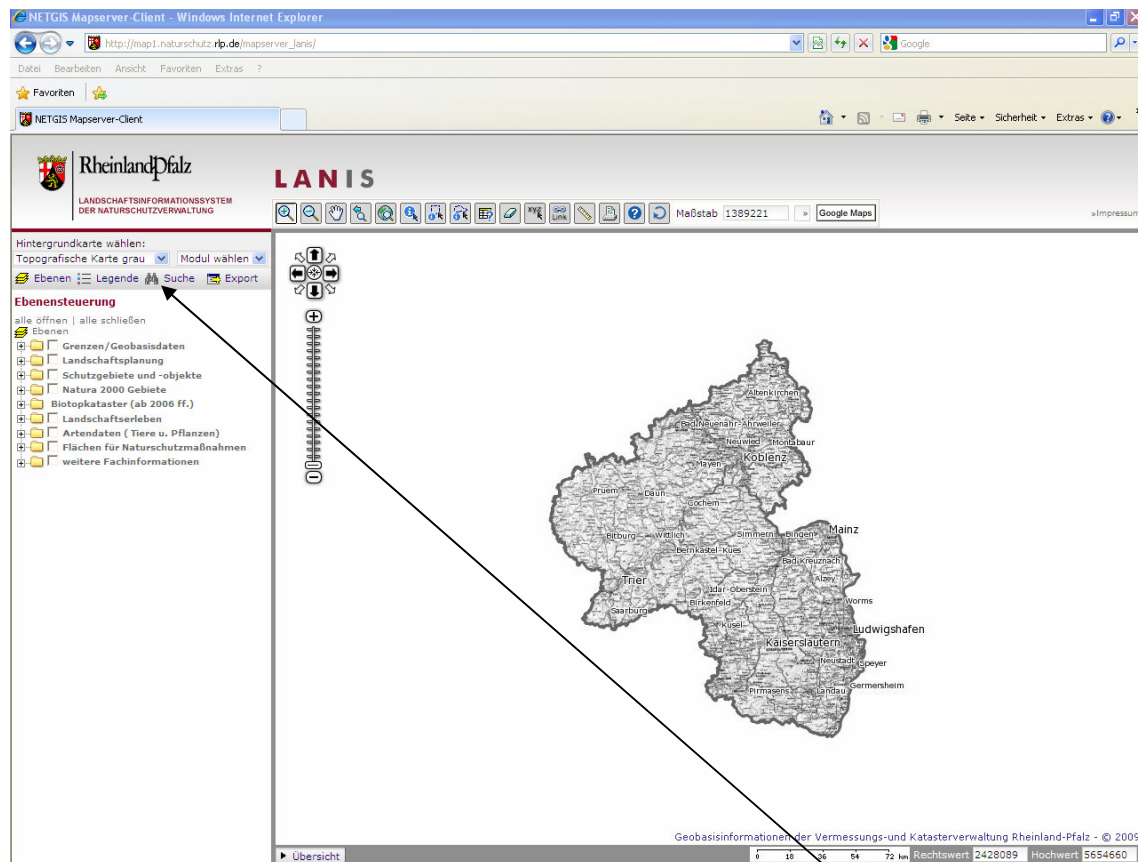 NETGIS Mapserver-Client - Windows Internet Explorer
http://map1.naturschutz.rlp.de/mapserver_lanis/
Google
Datei Bearbeiten Ansicht Favoriten Extras ?
Favoriten
NETGIS Mapserver-Client
Seite Sicherheit Extras
RheinlandPfalz
LANDSCHAFTSINFORMATIONSSYSTEM
DER NATURSCHUTZVERWALTUNG
LANIS
xyz Link Maßstab 1389221 » Google Maps
»Impressum
Hintergrundkarte wählen:
Topografische Karte grau Modul wählen
Ebenen Legende Suche Export
Ebenensteuerung
alle öffnen | alle schließen
Ebenen
Grenzen/Geobasisdaten
Landschaftsplanung
Schutzgebiete und -objekte
Natura 2000 Gebiete
Biotopkataster (ab 2006 ff.)
Landschaftserleben
Artendaten ( Tiere u. Pflanzen)
Flächen für Naturschutzmaßnahmen
weitere Fachinformationen
Altenkirchen
Bad Neuenahr-Ahrweiler
Neuwied Montabaur
Mayen Koblenz
Pruem Daun
Cochem
Bitburg Wittlich Simmern Bingen Mainz
Bernkastel-Kues
Bad Kreuznach
Trier Alzey
Idar-Oberstein
Birkenfeld Worms
Saarburg
Kusel Ludwigshafen
Kaiserslautern
Neustadt Speyer
Germersheim
Pirmasens Landau
Geobasisinformationen der Vermessungs-und Katasterverwaltung Rheinland-Pfalz - © 2009
Übersicht
0 18 36 54 72 km Rechtswert 2428089 Hochwert 5654660